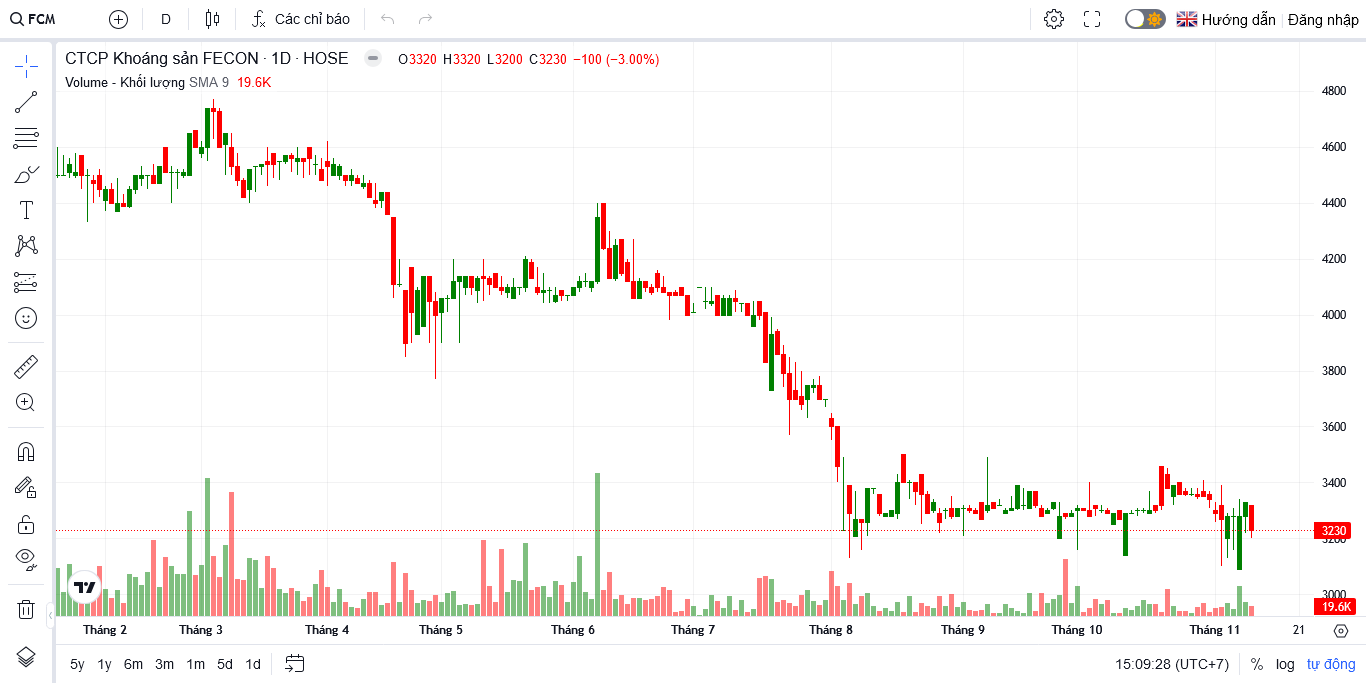 FCM D Các chỉ báo Hướng dẫn Đăng nhập
CTCP Khoáng sản FECON · 1D · HOSE O3320 H3320 L3200 C3230 −100 (−3.00%)
Volume - Khối lượng SMA 9 19.6K
4800
4600
4400
4200
4000
3800
3600
3400
3230
3200
3000
19.6K
Tháng 2 Tháng 3 Tháng 4 Tháng 5 Tháng 6 Tháng 7 Tháng 8 Tháng 9 Tháng 10 Tháng 11 21
5y 1y 6m 3m 1m 5d 1d 15:09:28 (UTC+7) % log tự động